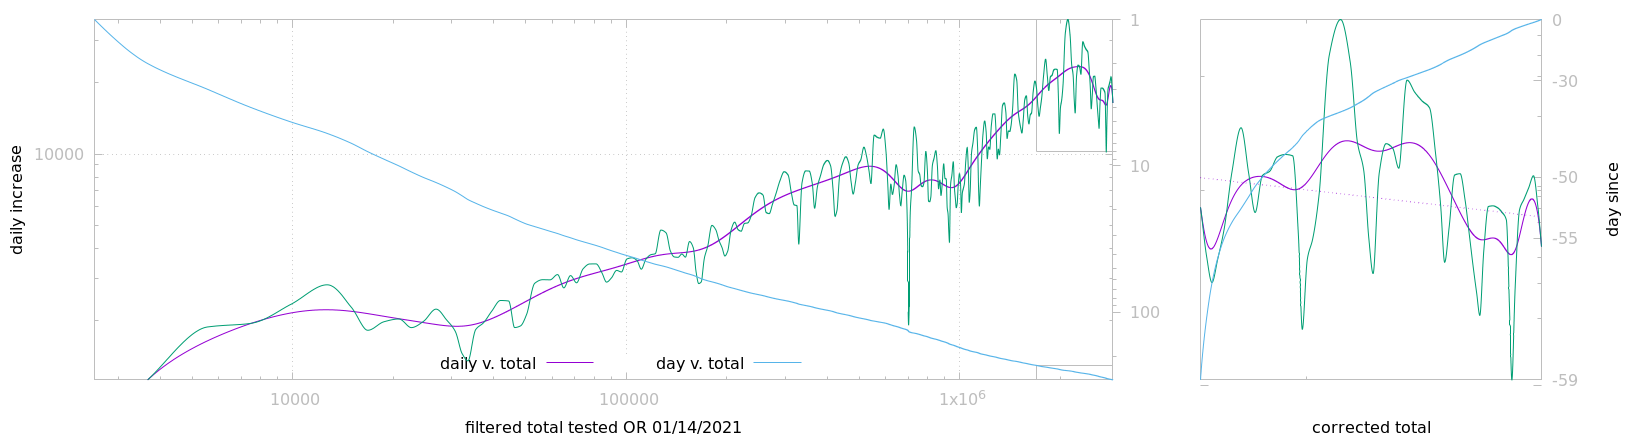 daily increase
10000
10000
100000
1x10^6
filtered total tested OR 01/14/2021
daily v. total
day v. total
1
10
100
0
-30
-40
-50
-55
-59
day since
corrected total